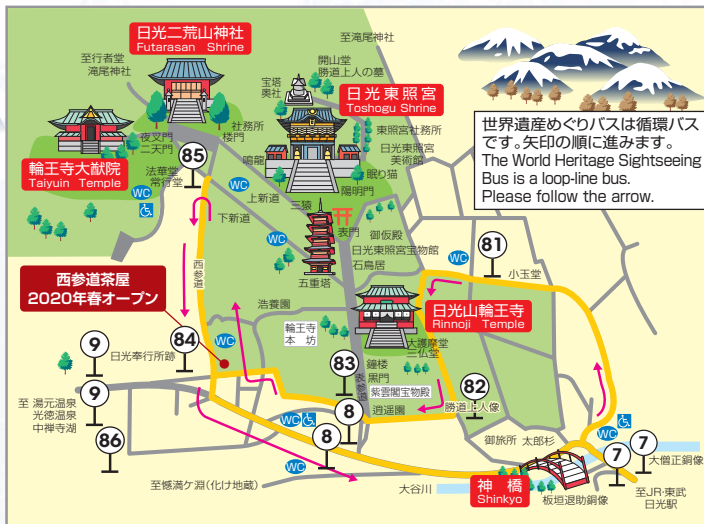 日光二荒山神社
Futarasan Shrine
至滝尾神社
至行者堂
滝尾神社
開山堂
勝道上人の墓
宝塔
奥社
日光東照宮
Toshogu Shrine
世界遺産めぐりバスは循環バス
です。矢印の順に進みます。
The World Heritage Sightseeing
Bus is a loop-line bus.
Please follow the arrow.
社務所
楼門
夜叉門
二天門
東照宮社務所
日光東照宮
美術館
眠り猫
鳴龍
陽明門
輪王寺大猷院
Taiyuin Temple
法華堂
常行堂
85
WC
上新道
下新道
三猿
WC
表門
御仮殿
日光東照宮宝物館
石鳥居
五重塔
WC
81
小玉堂
西参道
西参道茶屋
2020年春オープン
浩養園
日光山輪王寺
Rinnoji Temple
輪王寺
本坊
大護摩堂
三仏堂
9
日光奉行所跡
84
WC
83
鐘楼
黒門
表参道
紫雲閣宝物殿
82
勝道上人像
至 湯元温泉
光徳温泉
中禅寺湖
9
86
WC
8
8
逍遥園
御旅所
太郎杉
WC
7
7
大僧正銅像
WC
至憾満ケ淵(化け地蔵)
大谷川
神橋
Shinkyo
板垣退助銅像
至JR・東武
日光駅